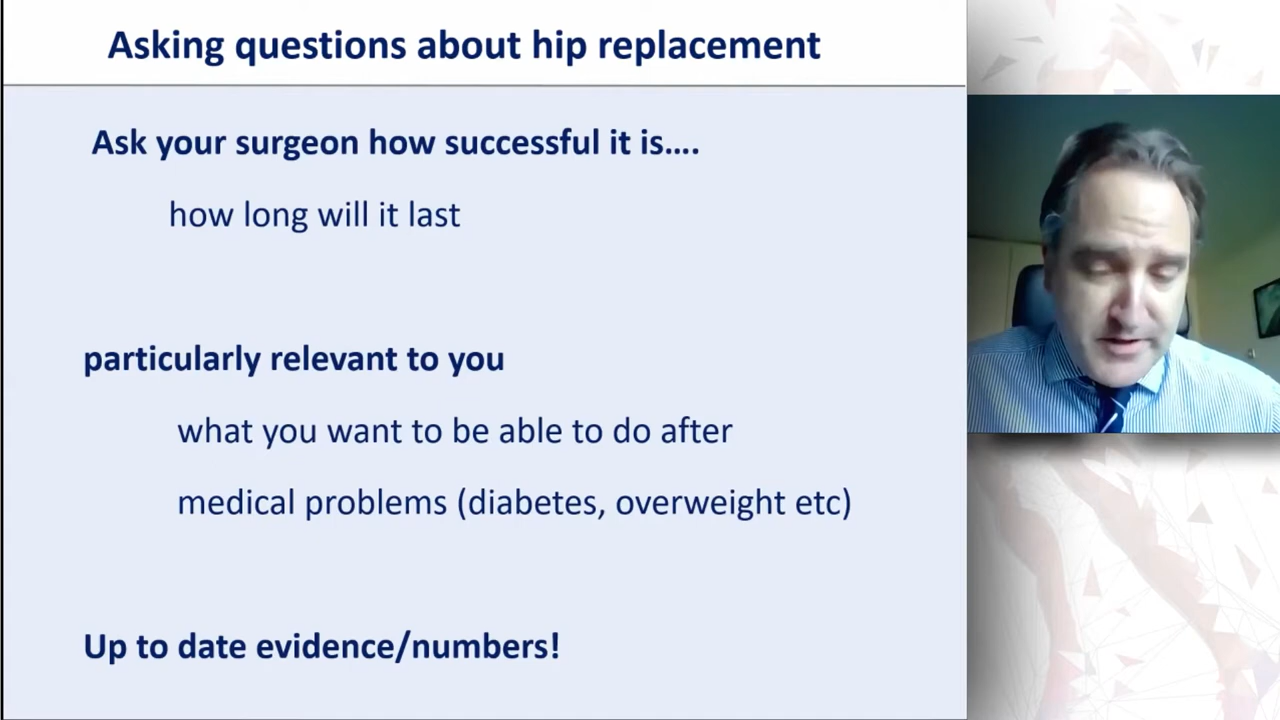 Asking questions about hip replacement
Ask your surgeon how successful it is....
how long will it last
particularly relevant to you
what you want to be able to do after
medical problems (diabetes, overweight etc)
Up to date evidence/numbers!